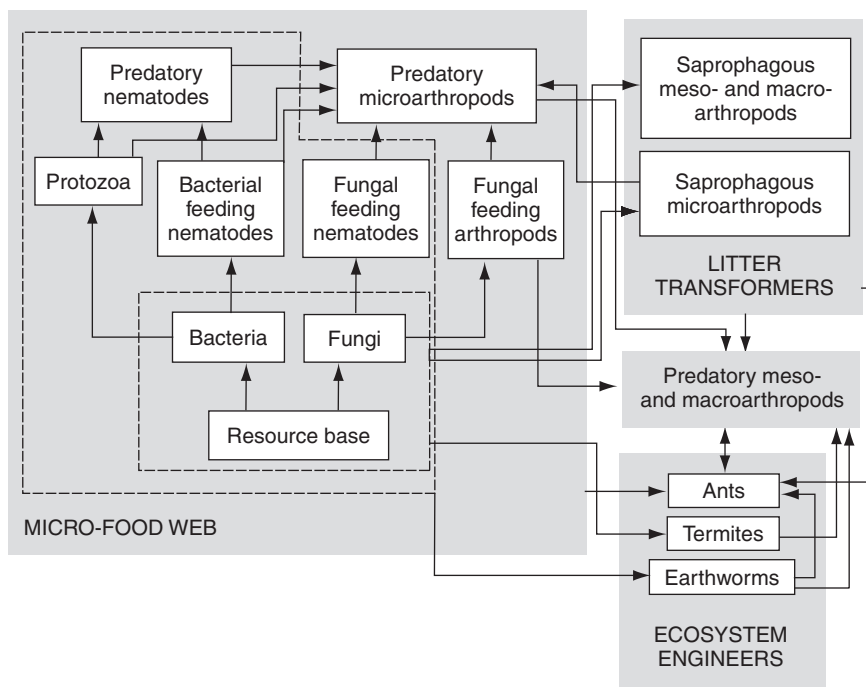 Predatory
nematodes
Predatory
microarthropods
Saprophagous
meso- and macro-
arthropods
Protozoa
Bacterial
feeding
nematodes
Fungal
feeding
nematodes
Fungal
feeding
arthropods
Saprophagous
microarthropods
LITTER
TRANSFORMERS
Bacteria
Fungi
Predatory meso-
and macroarthropods
Resource base
Ants
MICRO-FOOD WEB
Termites
Earthworms
ECOSYSTEM
ENGINEERS